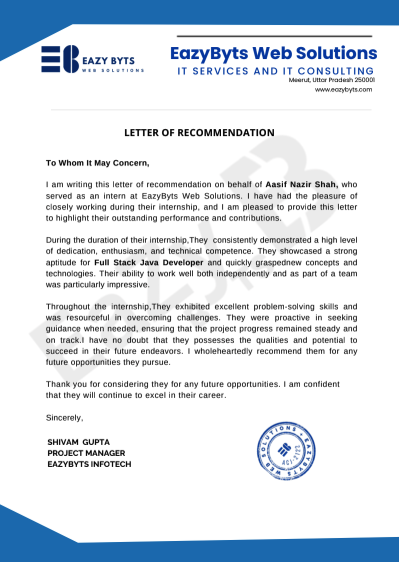 EAZY BYTS
WEB SOLUTIONS
EazyByts Web Solutions
IT SERVICES AND IT CONSULTING
Meerut, Uttar Pradesh 250001
www.eazybyts.com
LETTER OF RECOMMENDATION
To Whom It May Concern,
I am writing this letter of recommendation on behalf of Aasif Nazir Shah, who
served as an intern at EazyByts Web Solutions. I have had the pleasure of
closely working during their internship, and I am pleased to provide this letter
to highlight their outstanding performance and contributions.
During the duration of their internship,They consistently demonstrated a high level
of dedication, enthusiasm, and technical competence. They showcased a strong
aptitude for Full Stack Java Developer and quickly graspednew concepts and
technologies. Their ability to work well both independently and as part of a team
was particularly impressive.
Throughout the internship,They exhibited excellent problem-solving skills and
was resourceful in overcoming challenges. They were proactive in seeking
guidance when needed, ensuring that the project progress remained steady and
on track.I have no doubt that they possesses the qualities and potential to
succeed in their future endeavors. I wholeheartedly recommend them for any
future opportunities they pursue.
Thank you for considering they for any future opportunities. I am confident
that they will continue to excel in their career.
Sincerely,
SHIVAM GUPTA
PROJECT MANAGER
EAZYBYTS INFOTECH
EAZYBYTS
WEB SOLUTIONS